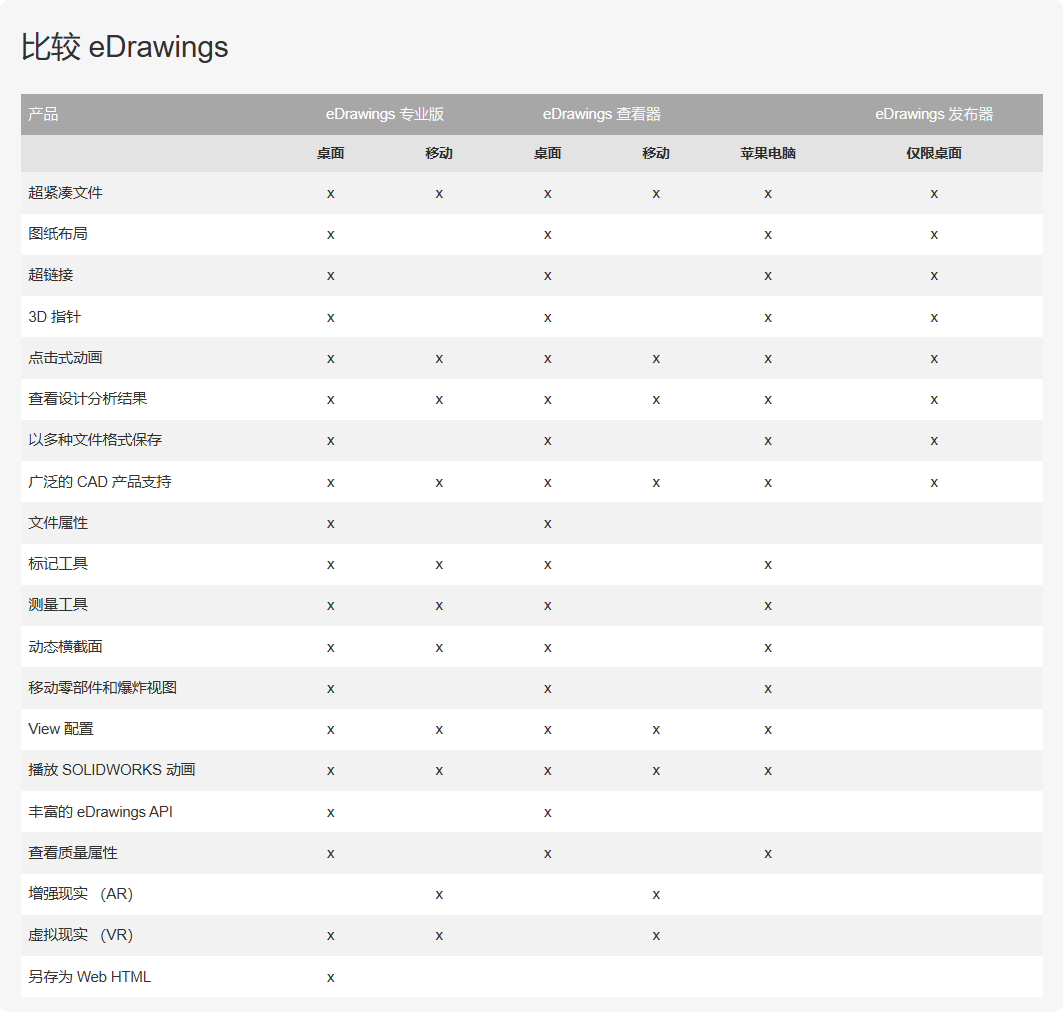 比较 eDrawings
产品 eDrawings 专业版 eDrawings 查看器 eDrawings 发布器
桌面 移动 桌面 移动 苹果电脑 仅限桌面
超紧凑文件 x x x x x x
图纸布局 x x x x
超链接 x x x x
3D 指针 x x x x
点击式动画 x x x x x x
查看设计分析结果 x x x x x x
以多种文件格式保存 x x x x
广泛的 CAD 产品支持 x x x x x x
文件属性 x x
标记工具 x x x x
测量工具 x x x x
动态横截面 x x x x
移动零部件和爆炸视图 x x x
View 配置 x x x x x
播放 SOLIDWORKS 动画 x x x x x
丰富的 eDrawings API x x
查看质量属性 x x x
增强现实 （AR） x x
虚拟现实 （VR） x x x
另存为 Web HTML x